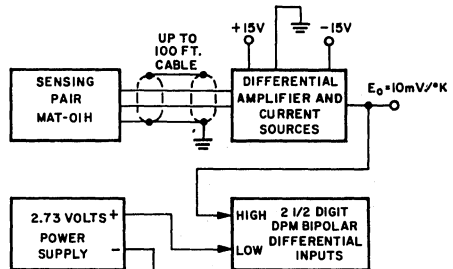 UP TO
100 FT.
CABLE
+15V
-15V
SENSING
PAIR
MAT-01H
DIFFERENTIAL
AMPLIFIER AND
CURRENT
SOURCES
E₀=10mV/°K
2.73 VOLTS +
POWER
SUPPLY -
HIGH
LOW
2 1/2 DIGIT
DPM BIPOLAR
DIFFERENTIAL
INPUTS